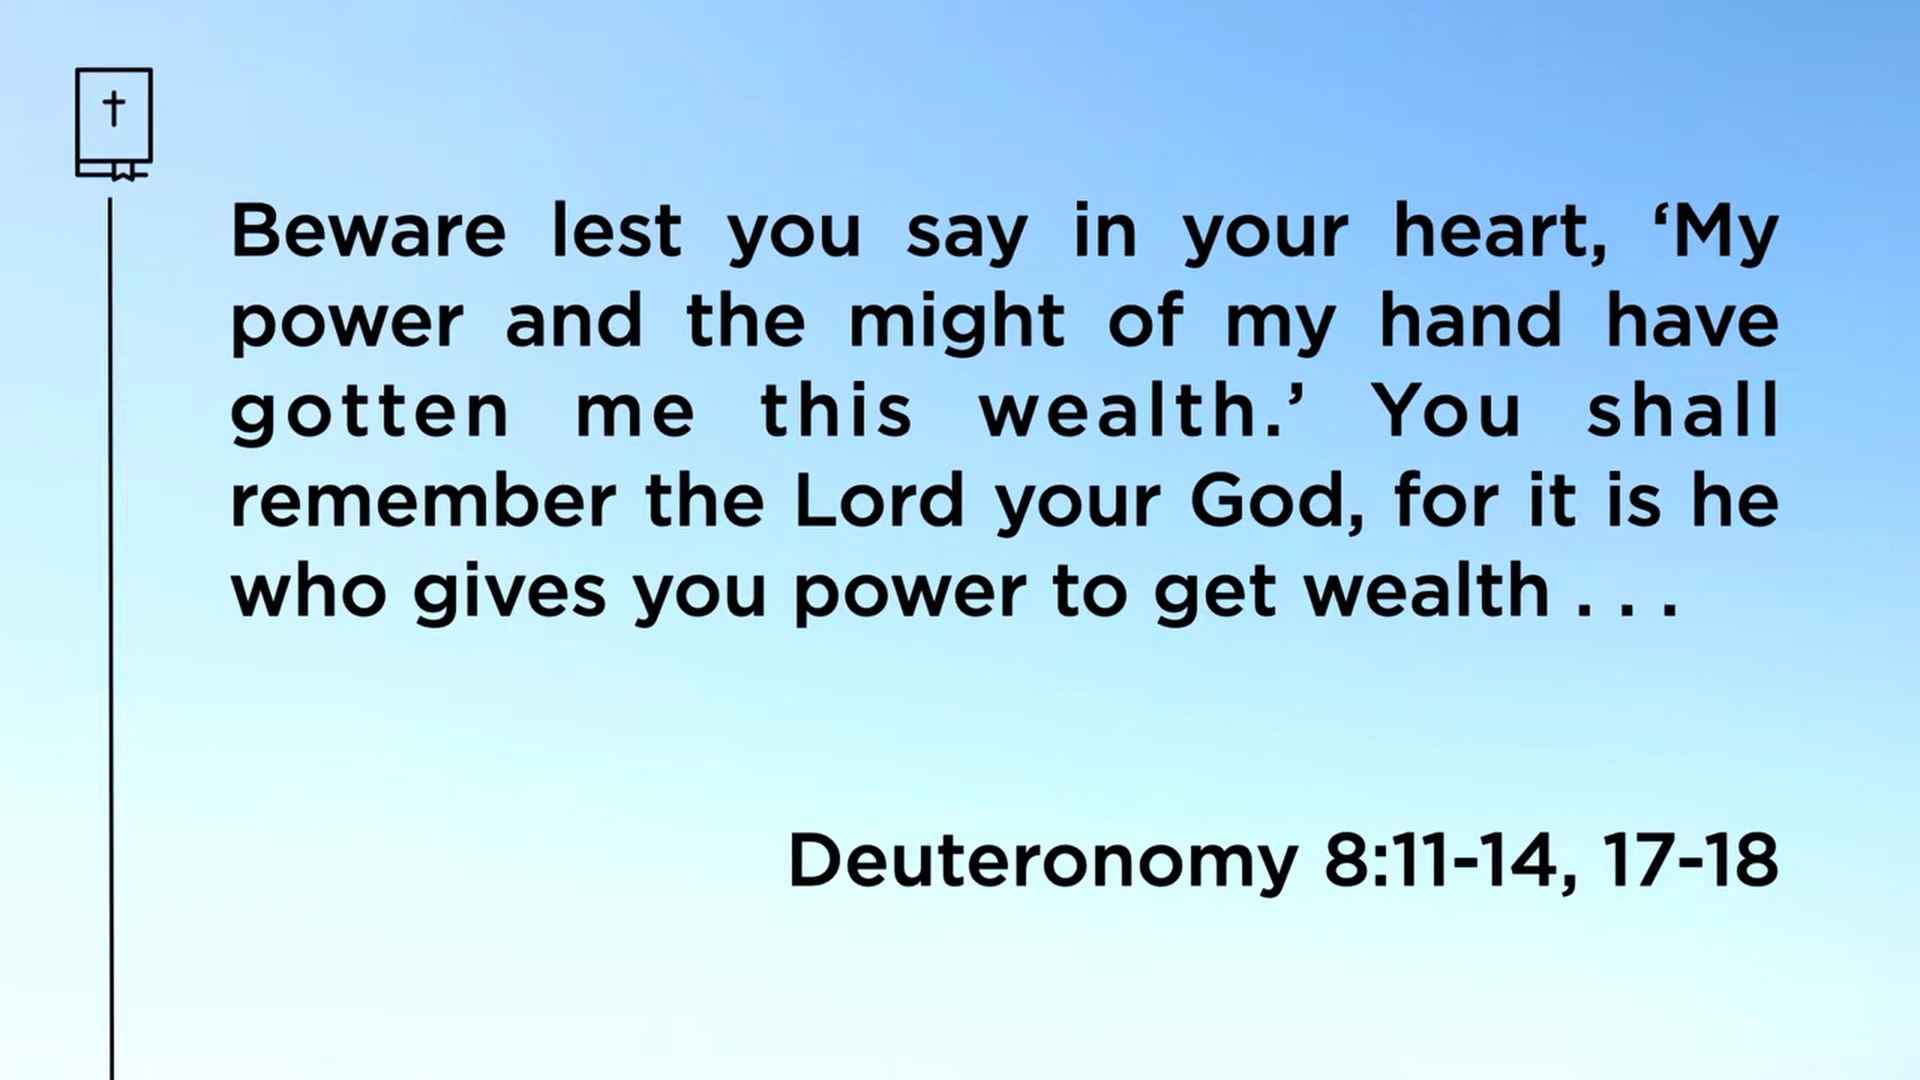 Beware lest you say in your heart, ‘My
power and the might of my hand have
gotten me this wealth.’ You shall
remember the Lord your God, for it is he
who gives you power to get wealth . . .
Deuteronomy 8:11-14, 17-18